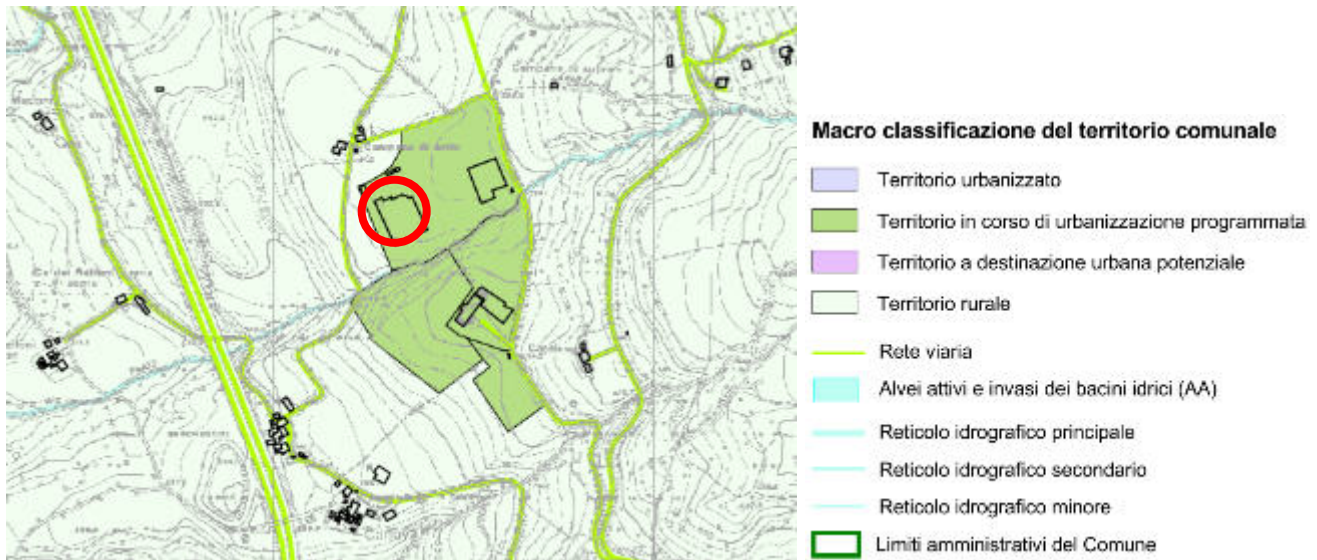 Macro classificazione del territorio comunale
Territorio urbanizzato
Territorio in corso di urbanizzazione programmata
Territorio a destinazione urbana potenziale
Territorio rurale
Rete viaria
Alvei attivi e invasi dei bacini idrici (AA)
Reticolo idrografico principale
Reticolo idrografico secondario
Reticolo idrografico minore
Limiti amministrativi del Comune